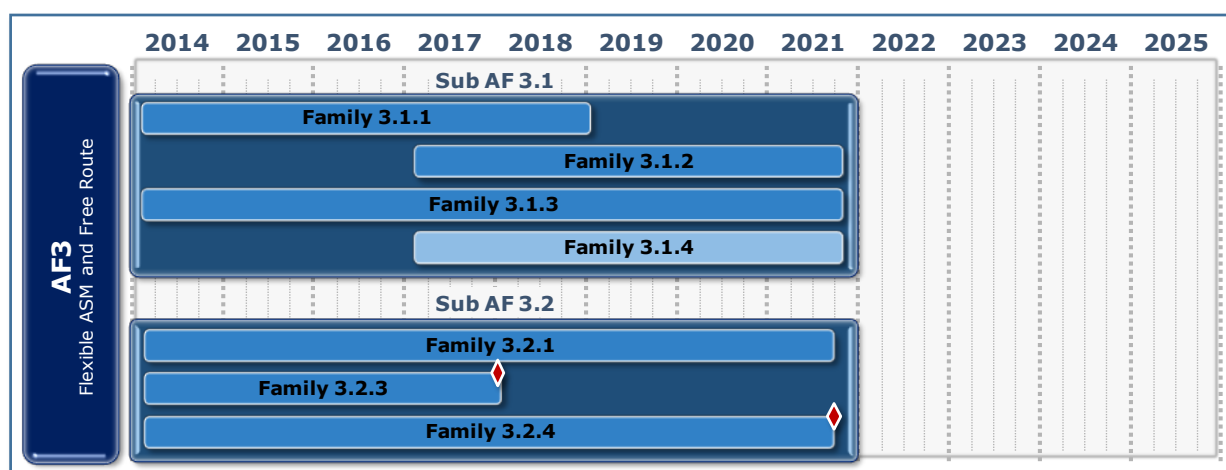 2014 2015 2016 2017 2018 2019 2020 2021 2022 2023 2024 2025
AF3
Flexible ASM and Free Route
Sub AF 3.1
Family 3.1.1
Family 3.1.2
Family 3.1.3
Family 3.1.4
Sub AF 3.2
Family 3.2.1
Family 3.2.3
Family 3.2.4